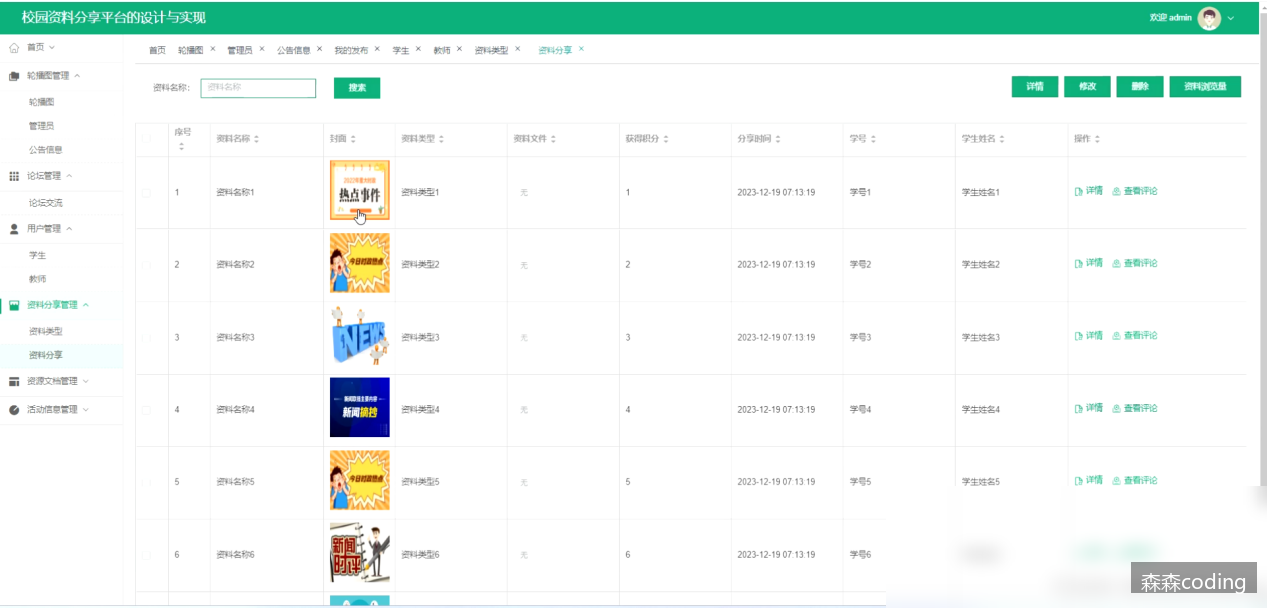 校园资料分享平台的设计与实现
欢迎 admin
首页
轮播图管理
轮播图
管理员
公告信息
论坛管理
论坛交流
用户管理
学生
教师
资料分享管理
资料类型
资料分享
资源文档管理
活动信息管理
首页 轮播图 × 管理员 × 公告信息 × 我的发布 × 学生 × 教师 × 资料类型 × 资料分享 ×
资料名称： 资料名称 搜索 详情 修改 删除 资料浏览量
序号 资料名称 封面 资料类型 资料文件 获得积分 分享时间 学号 学生姓名 操作
1 资料名称1 热点事件 资料类型1 无 1 2023-12-19 07:13:19 学号1 学生姓名1 详情 查看评论
2 资料名称2 今日时政热点 资料类型2 无 2 2023-12-19 07:13:19 学号2 学生姓名2 详情 查看评论
3 资料名称3 NEWS 资料类型3 无 3 2023-12-19 07:13:19 学号3 学生姓名3 详情 查看评论
4 资料名称4 新闻摘抄 资料类型4 无 4 2023-12-19 07:13:19 学号4 学生姓名4 详情 查看评论
5 资料名称5 今日时政热点 资料类型5 无 5 2023-12-19 07:13:19 学号5 学生姓名5 详情 查看评论
6 资料名称6 新闻时评 资料类型6 无 6 2023-12-19 07:13:19 学号6
森森coding